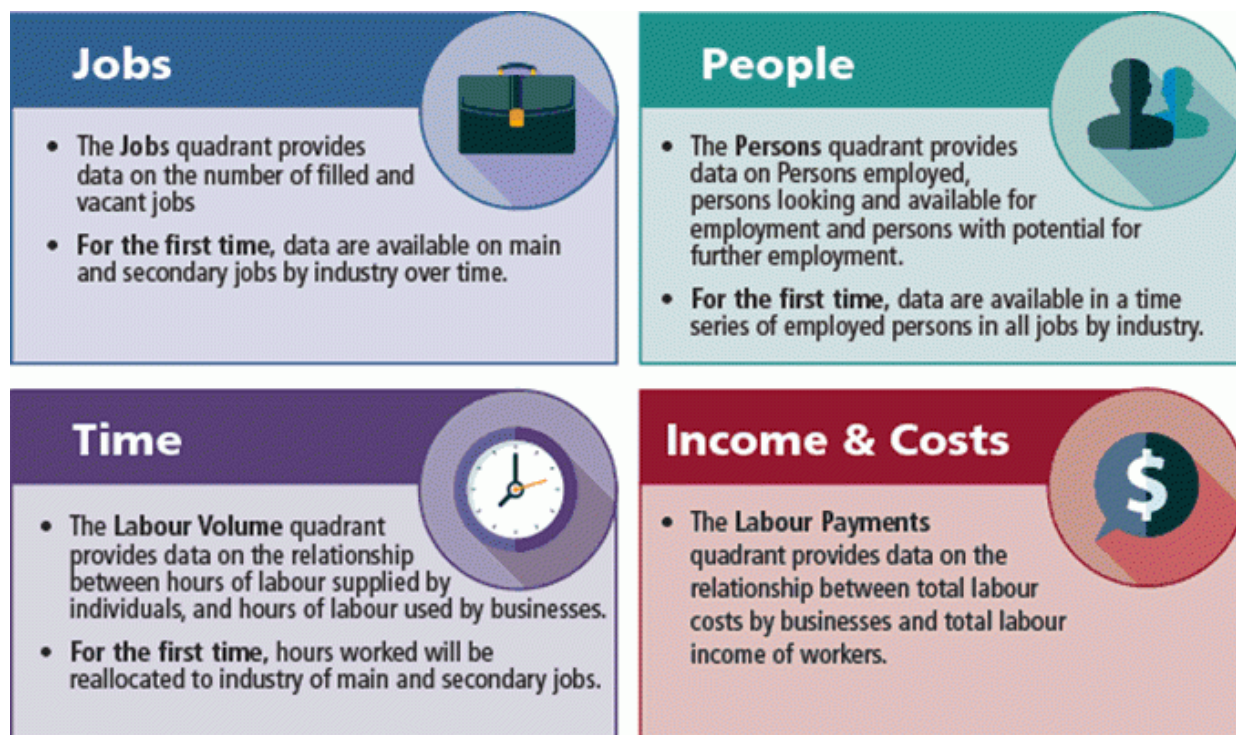 Jobs
• The Jobs quadrant provides
data on the number of filled and
vacant jobs
• For the first time, data are available on main
and secondary jobs by industry over time.
People
• The Persons quadrant provides
data on Persons employed,
persons looking and available for
employment and persons with potential for
further employment.
• For the first time, data are available in a time
series of employed persons in all jobs by industry.
Time
• The Labour Volume quadrant
provides data on the relationship
between hours of labour supplied by
individuals, and hours of labour used by businesses.
• For the first time, hours worked will be
reallocated to industry of main and secondary jobs.
Income & Costs
$
• The Labour Payments
quadrant provides data on the
relationship between total labour
costs by businesses and total labour
income of workers.